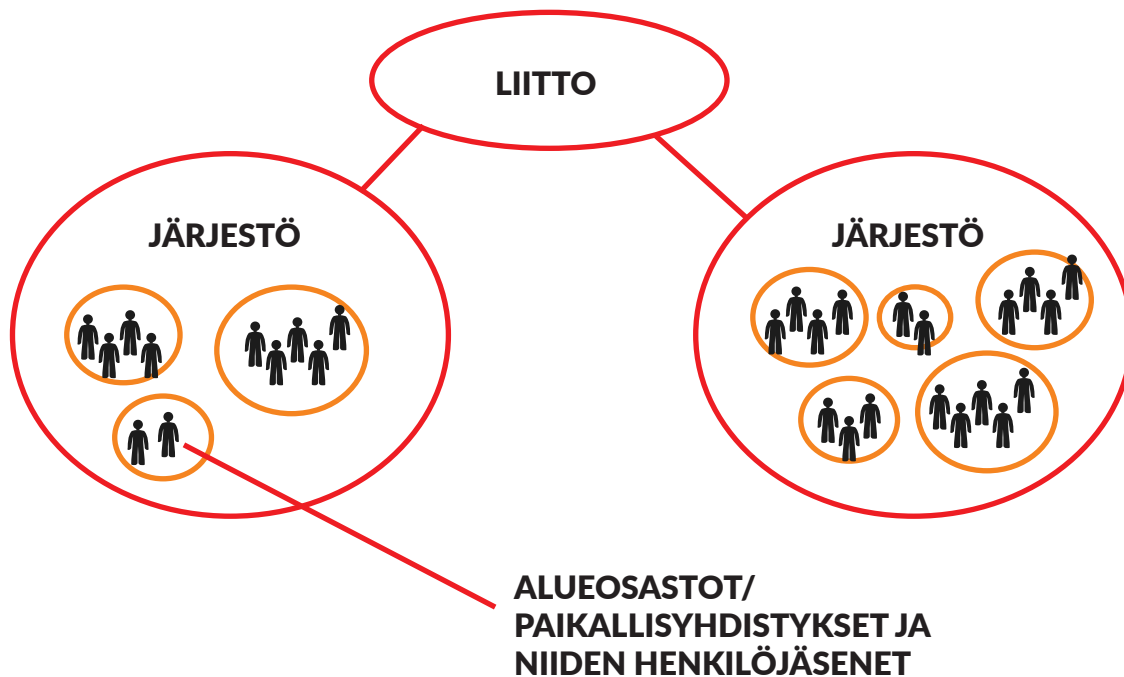 LIITTO
JÄRJESTÖ
JÄRJESTÖ
ALUEOSASTOT/
PAIKALLISYHDISTYKSET JA
NIIDEN HENKILÖJÄSENET